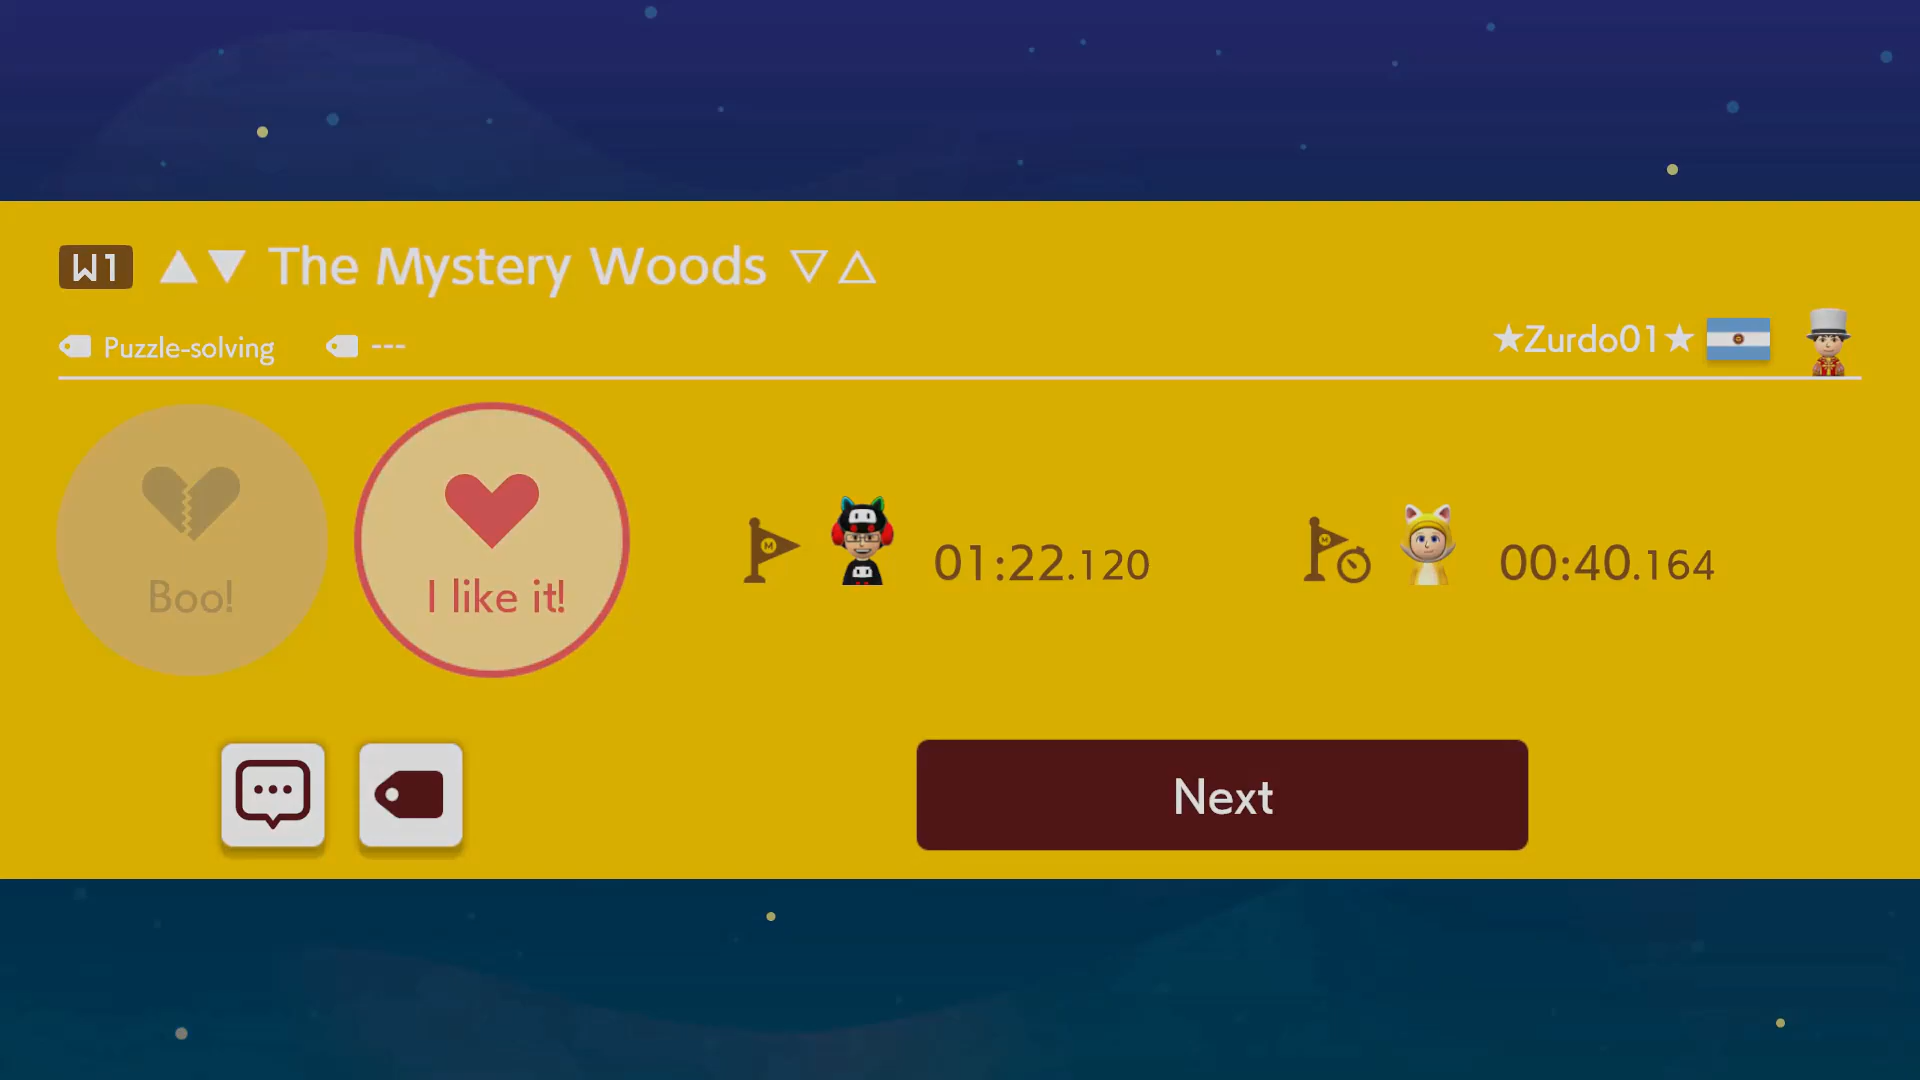 W1 ▲▼ The Mystery Woods ▽△
Puzzle-solving ---
★Zurdo01★
Boo!
I like it!
M 01:22.120
M 00:40.164
Next